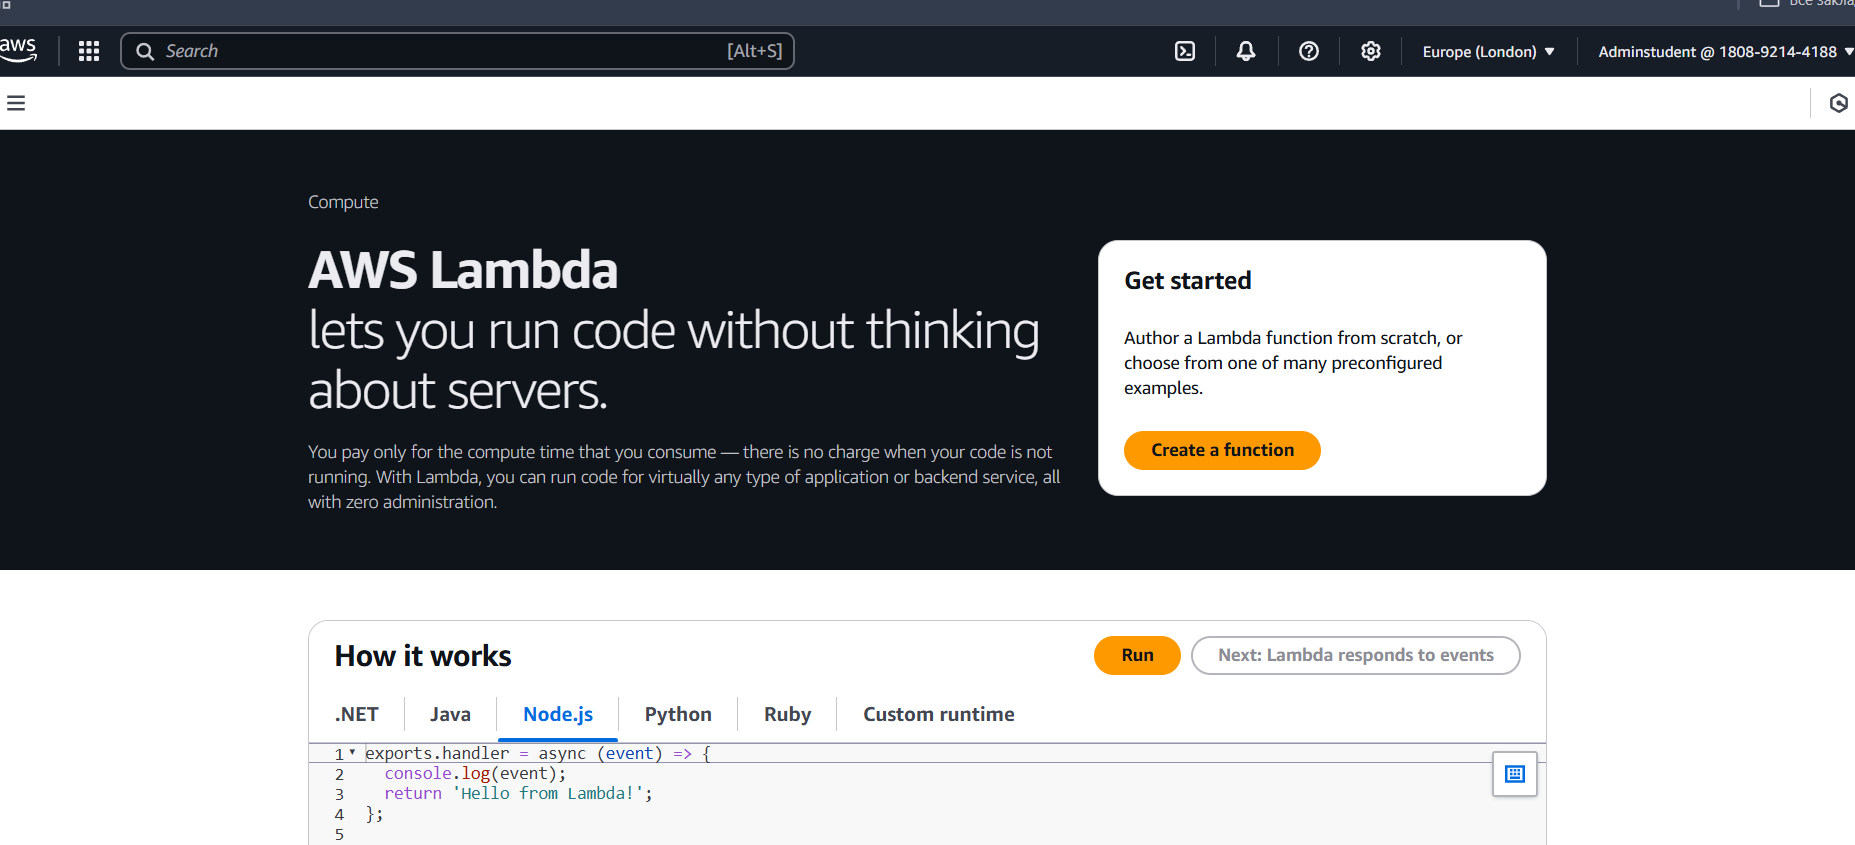 Все
aws
Search
[Alt+S]
Europe (London)
Adminstudent @ 1808-9214-4188
Compute
AWS Lambda
lets you run code without thinking
about servers.
You pay only for the compute time that you consume — there is no charge when your code is not
running. With Lambda, you can run code for virtually any type of application or backend service, all
with zero administration.
Get started
Author a Lambda function from scratch, or
choose from one of many preconfigured
examples.
Create a function
How it works
Run
Next: Lambda responds to events
.NET
Java
Node.js
Python
Ruby
Custom runtime
1 exports.handler = async (event) => {
2 console.log(event);
3 return 'Hello from Lambda!';
4 };
5